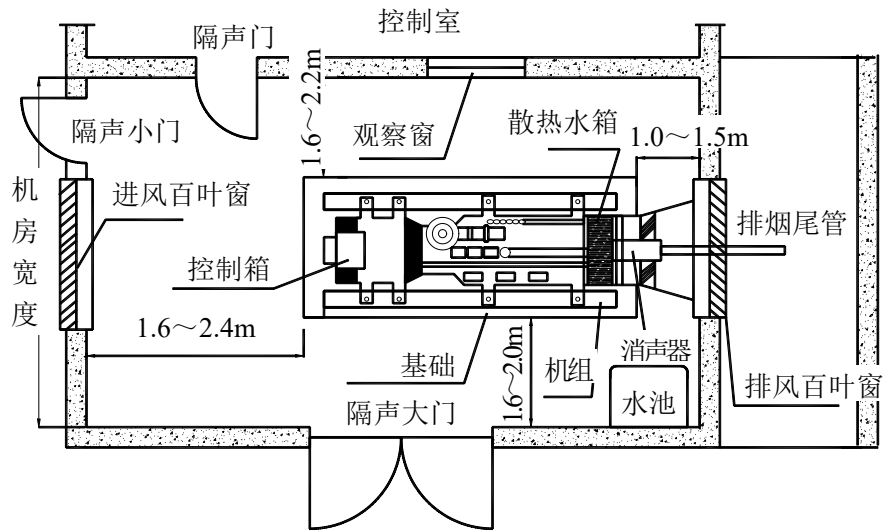 控制室
隔声门
隔声小门
1.6～2.2m
观察窗
散热水箱
1.0～1.5m
机房宽度
进风百叶窗
排烟尾管
控制箱
1.6～2.4m
基础
1.6～2.0m
机组
消声器
排风百叶窗
隔声大门
水池